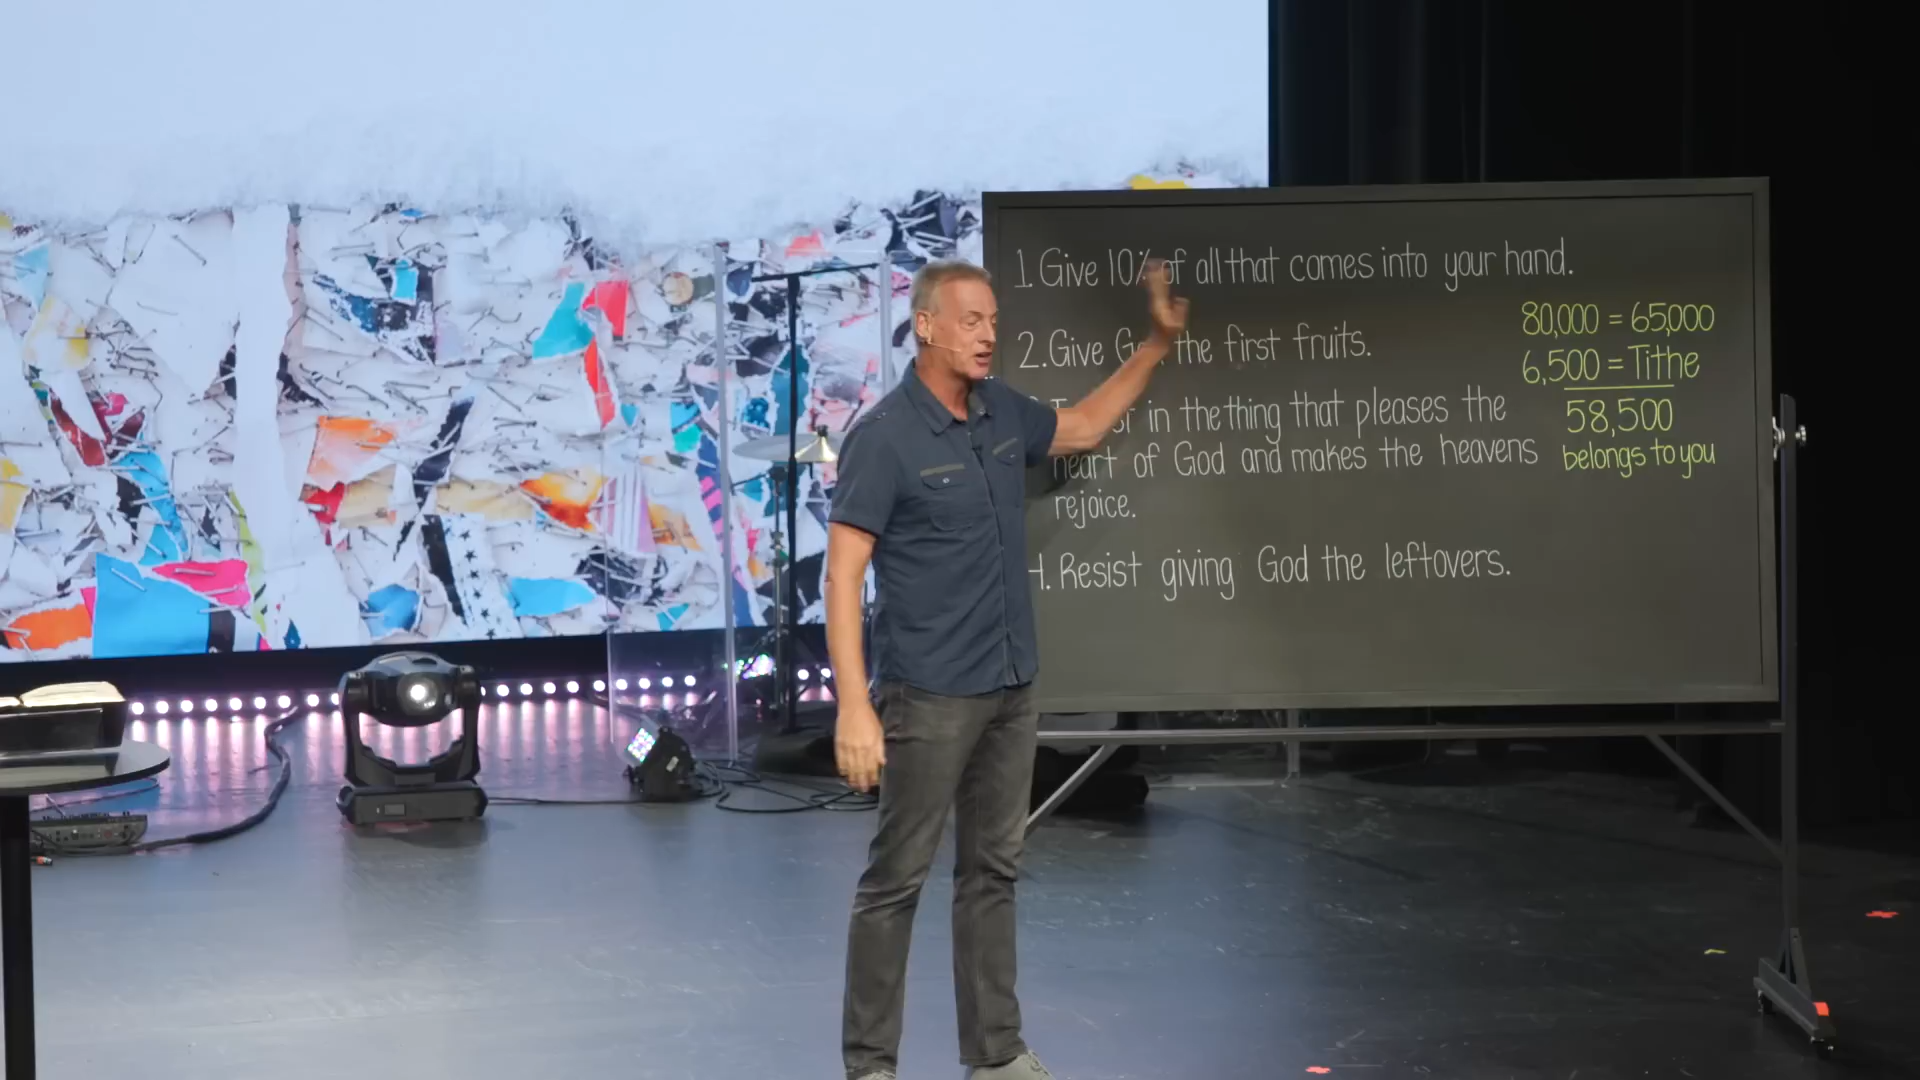 1. Give 10% of all that comes into your hand.
2. Give the first fruits.
in the thing that pleases the
heart of God and makes the heavens
rejoice.
4. Resist giving God the leftovers.
80,000 = 65,000
6,500 = Tithe
58,500
belongs to you